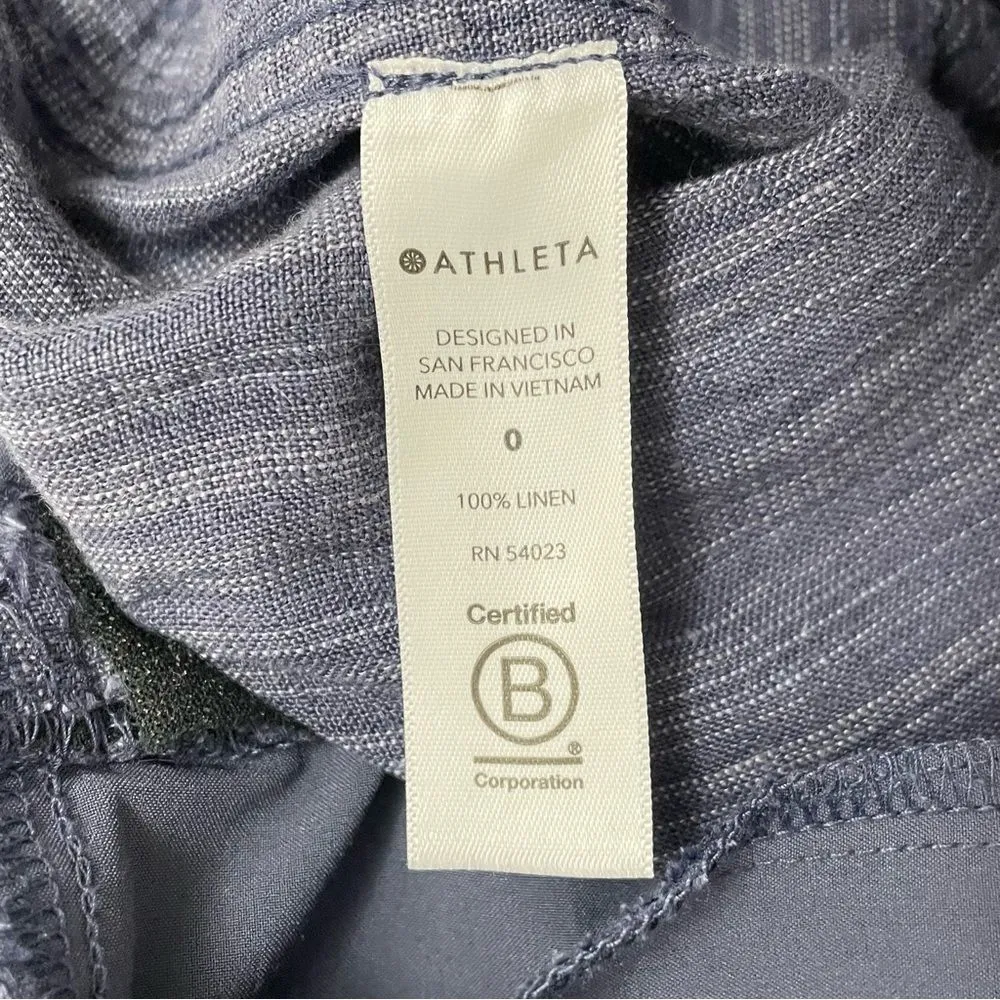 ATHLETA
DESIGNED IN
SAN FRANCISCO
MADE IN VIETNAM
0
100% LINEN
RN 54023
Certified
B
®
Corporation